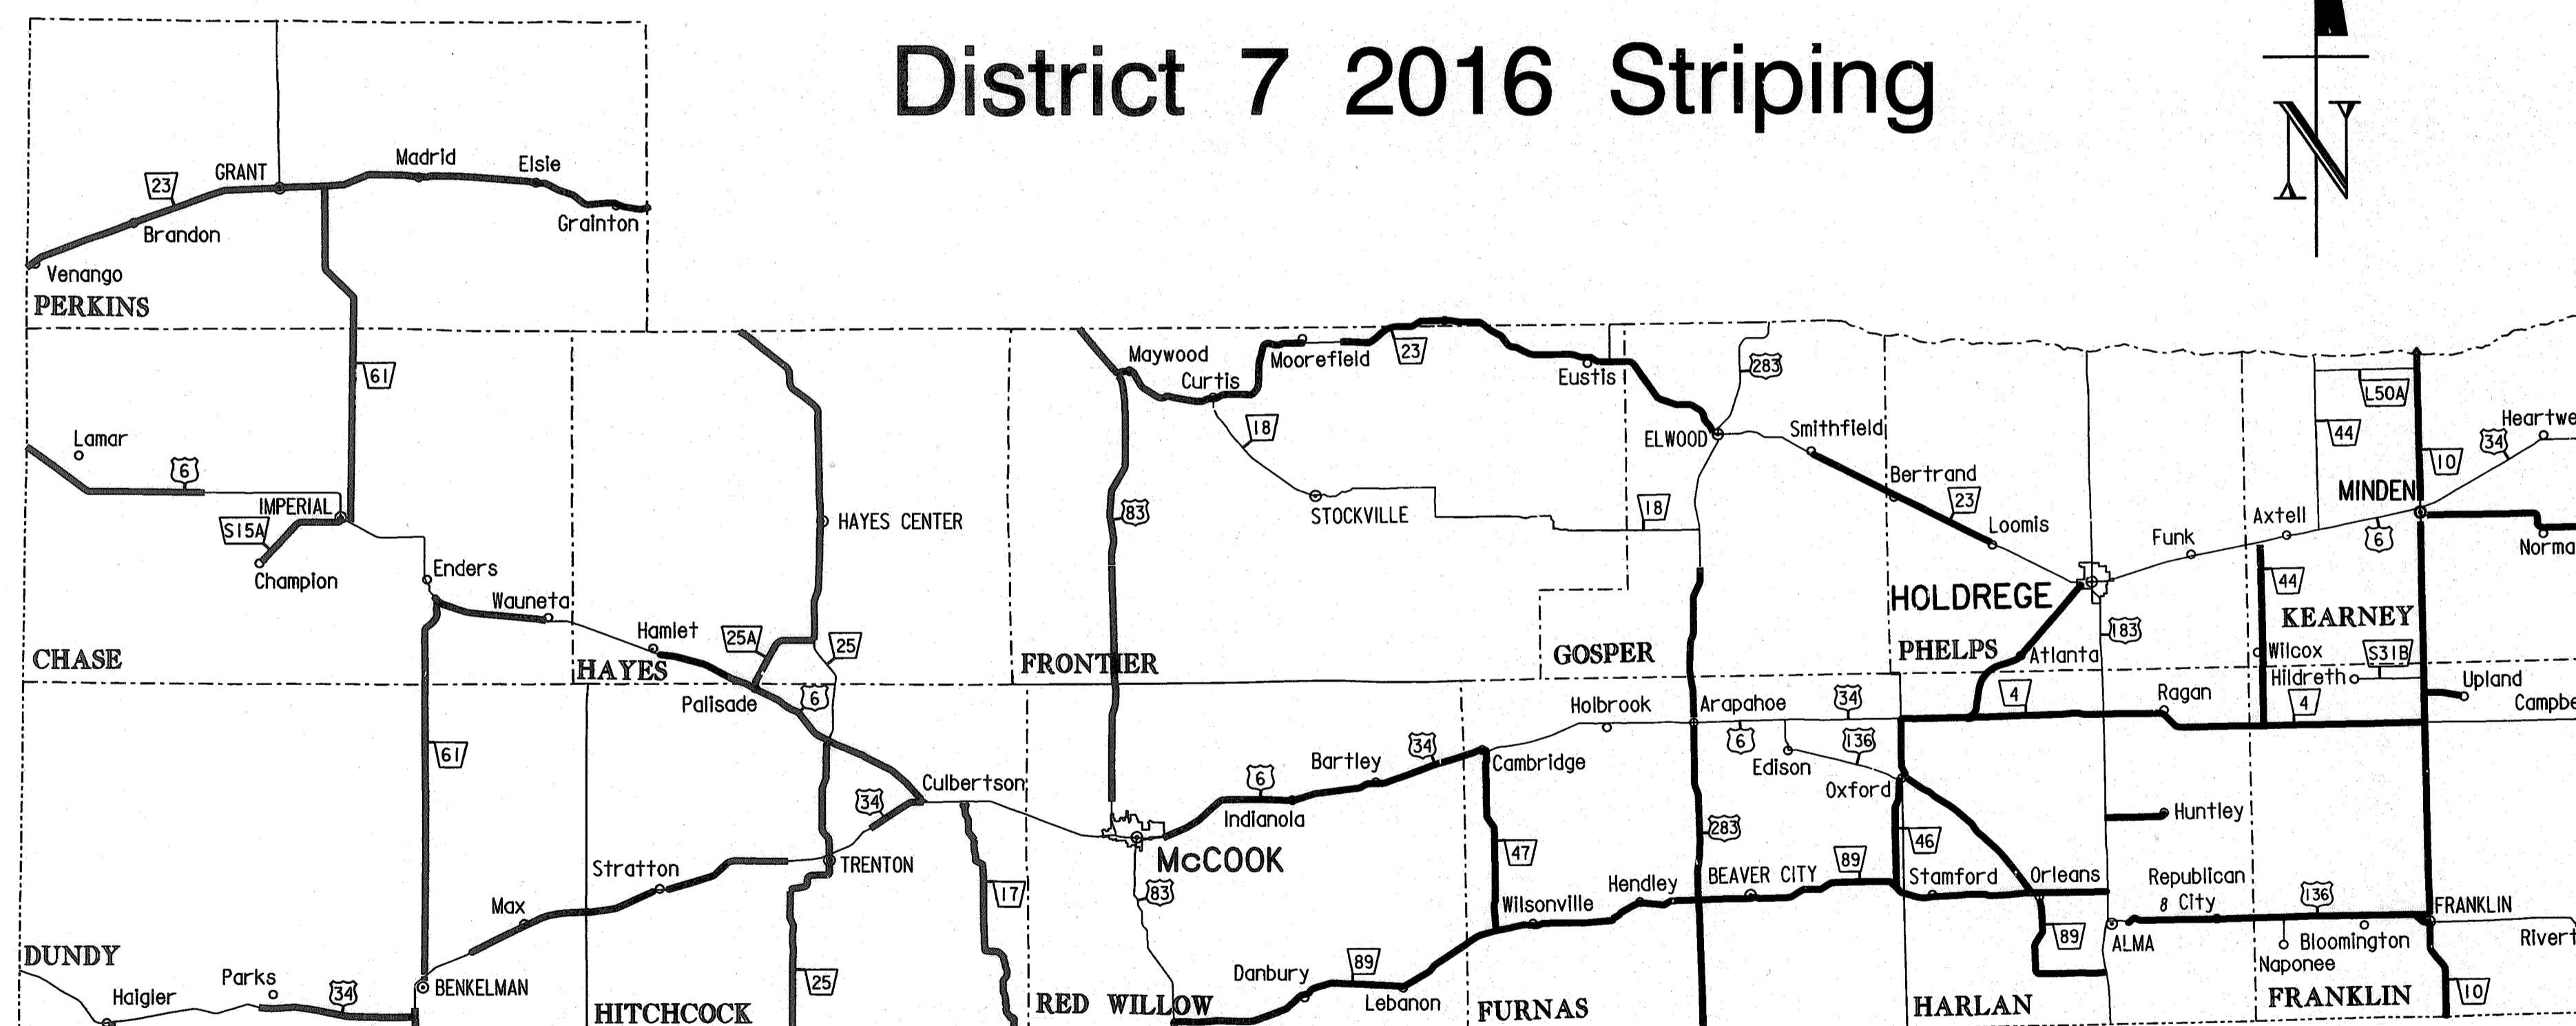 District 7 2016 Striping
N
GRANT
Madrid
Elsie
23
Brandon
Grainton
Venango
PERKINS
61
Lamar
6
IMPERIAL
S15A
Champion
Enders
Wauneta
CHASE
Hamlet
25A
25
HAYES
HAYES CENTER
Palisade
6
Maywood
Curtis
Moorefield
23
Eustis
18
83
STOCKVILLE
18
FRONTIER
GOSPER
283
ELWOOD
Smithfield
Bertrand
23
Loomis
HOLDREGE
PHELPS
Atlanta
183
Funk
Axtell
6
44
L50A
10
34
Heartwe
MINDEN
Norma
44
KEARNEY
Wilcox
S31B
Hildreth
Upland
Campbe
4
Ragan
4
61
Culbertson
34
TRENTON
Stratton
Max
DUNDY
Parks
34
Haigler
BENKELMAN
HITCHCOCK
25
17
McCOOK
83
6
Indianola
Bartley
34
Cambridge
Holbrook
Arapahoe
34
6
Edison
136
Oxford
47
283
46
Huntley
Wilsonville
Hendley
BEAVER CITY
89
Stamford
Orleans
Republican
City
136
FRANKLIN
89
ALMA
Naponee
Bloomington
Rivert
Danbury
89
Lebanon
RED WILLOW
FURNAS
HARLAN
FRANKLIN
10